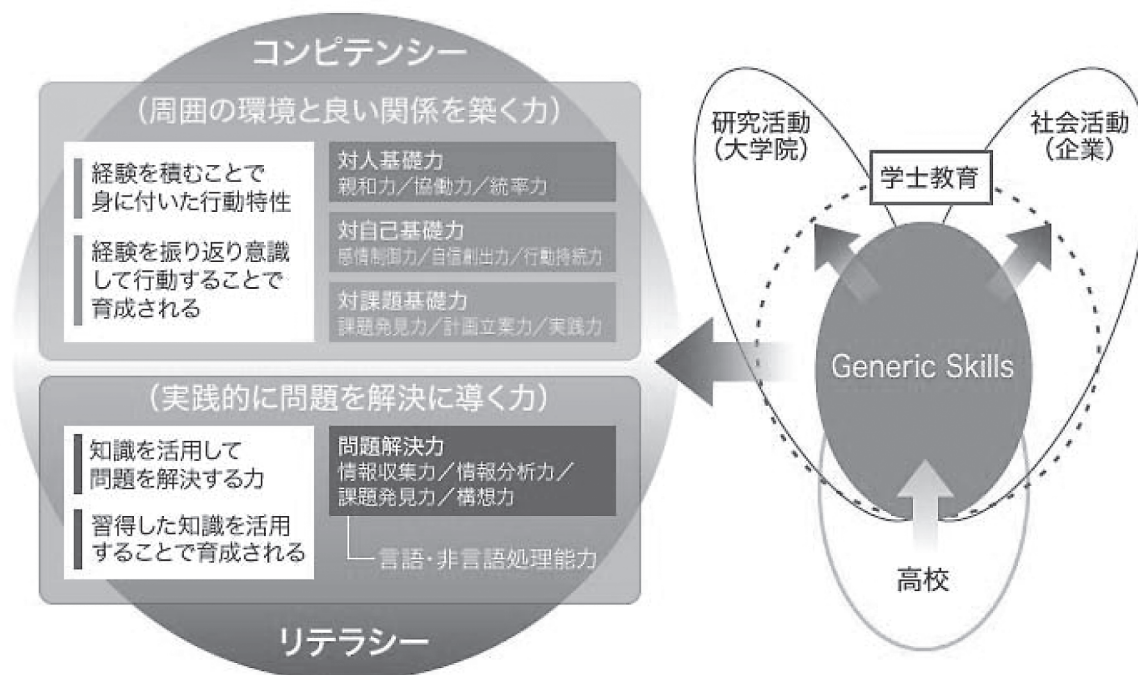 コンピテンシー
(周囲の環境と良い関係を築く力)
経験を積むことで
身に付いた行動特性
経験を振り返り意識
して行動することで
育成される
対人基礎力
親和力／協働力／統率力
対自己基礎力
感情制御力／自信創出力／行動持続力
対課題基礎力
課題発見力／計画立案力／実践力
(実践的に問題を解決に導く力)
知識を活用して
問題を解決する力
習得した知識を活用
することで育成される
問題解決力
情報収集力／情報分析力／
課題発見力／構想力
言語・非言語処理能力
リテラシー
研究活動
(大学院)
社会活動
(企業)
学士教育
Generic Skills
高校